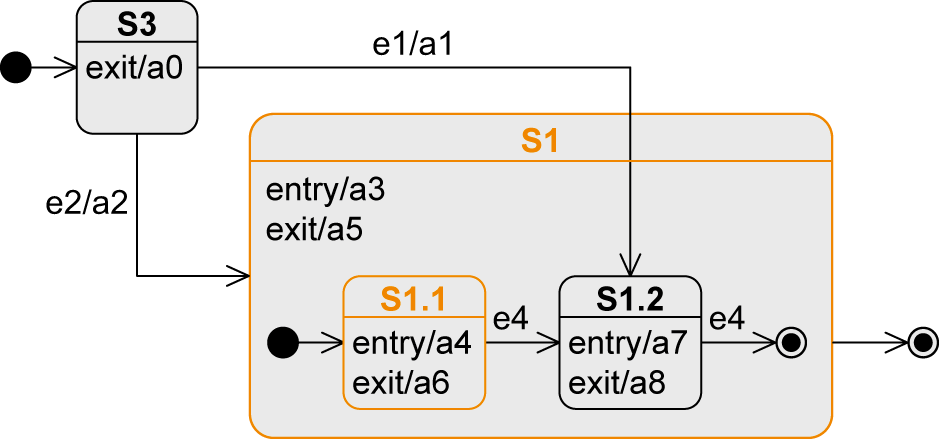 S3
exit/a0
e1/a1
e2/a2
S1
entry/a3
exit/a5
S1.1
entry/a4
exit/a6
e4
S1.2
entry/a7
exit/a8
e4